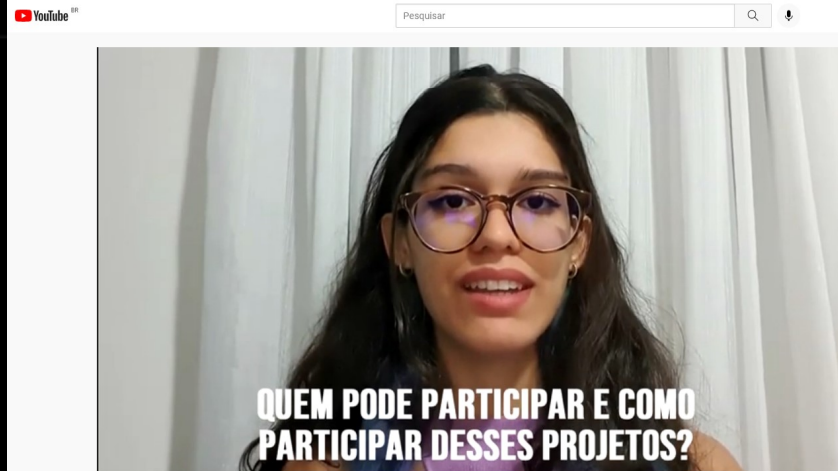 YouTube BR
Pesquisar
QUEM PODE PARTICIPAR E COMO
PARTICIPAR DESSES PROJETOS?